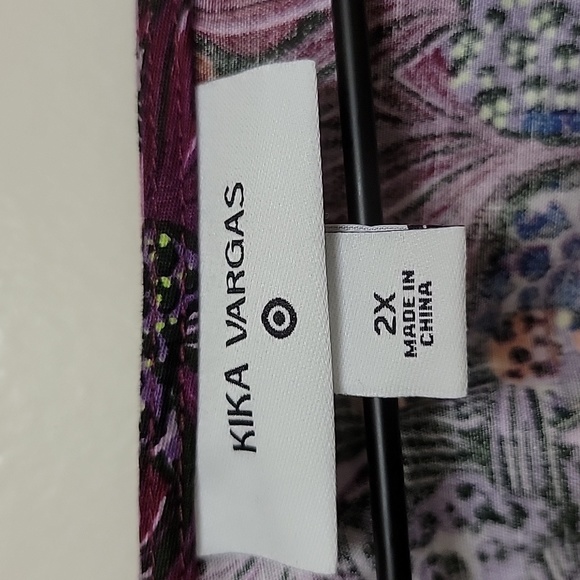 KIKA VARGAS
2X
MADE IN
CHINA